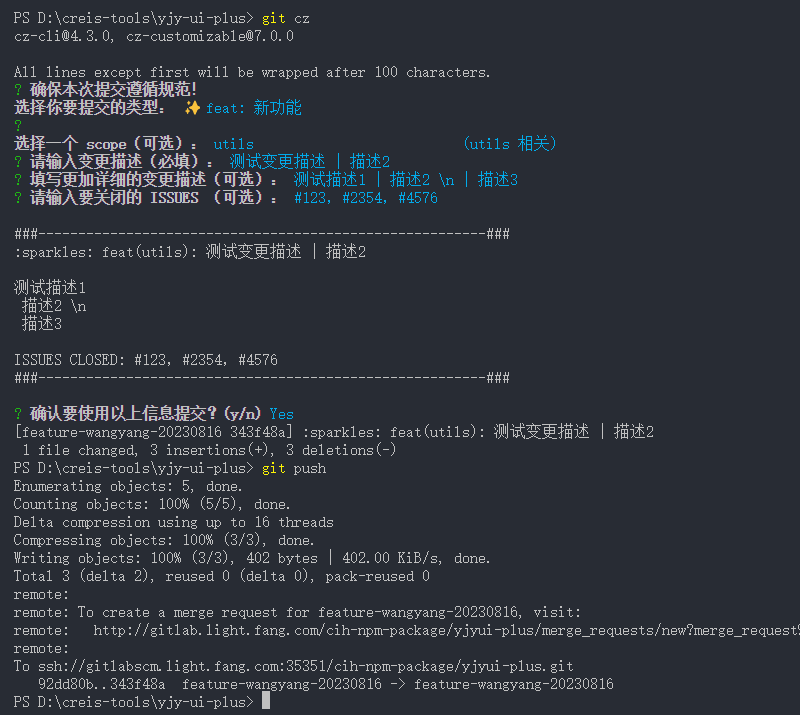 PS D:\creis-tools\yjy-ui-plus> git cz
cz-cli@4.3.0, cz-customizable@7.0.0
All lines except first will be wrapped after 100 characters.
? 确保本次提交遵循规范!
选择你要提交的类型: ✨feat: 新功能
?
选择一个 scope(可选): utils (utils 相关)
? 请输入变更描述(必填): 测试变更描述 | 描述2
? 填写更加详细的变更描述(可选): 测试描述1 | 描述2 \n | 描述3
? 请输入要关闭的 ISSUES (可选): #123, #2354, #4576
###--------------------------------------------------------###
:sparkles: feat(utils): 测试变更描述 | 描述2
测试描述1
描述2 \n
描述3
ISSUES CLOSED: #123, #2354, #4576
###--------------------------------------------------------###
? 确认要使用以上信息提交?(y/n) Yes
[feature-wangyang-20230816 343f48a] :sparkles: feat(utils): 测试变更描述 | 描述2
1 file changed, 3 insertions(+), 3 deletions(-)
PS D:\creis-tools\yjy-ui-plus> git push
Enumerating objects: 5, done.
Counting objects: 100% (5/5), done.
Delta compression using up to 16 threads
Compressing objects: 100% (3/3), done.
Writing objects: 100% (3/3), 402 bytes | 402.00 KiB/s, done.
Total 3 (delta 2), reused 0 (delta 0), pack-reused 0
remote:
remote: To create a merge request for feature-wangyang-20230816, visit:
remote: http://gitlab.light.fang.com/cih-npm-package/yjyui-plus/merge_requests/new?merge_request%
remote:
To ssh://gitlabscm.light.fang.com:35351/cih-npm-package/yjyui-plus.git
92dd80b..343f48a feature-wangyang-20230816 -> feature-wangyang-20230816
PS D:\creis-tools\yjy-ui-plus>